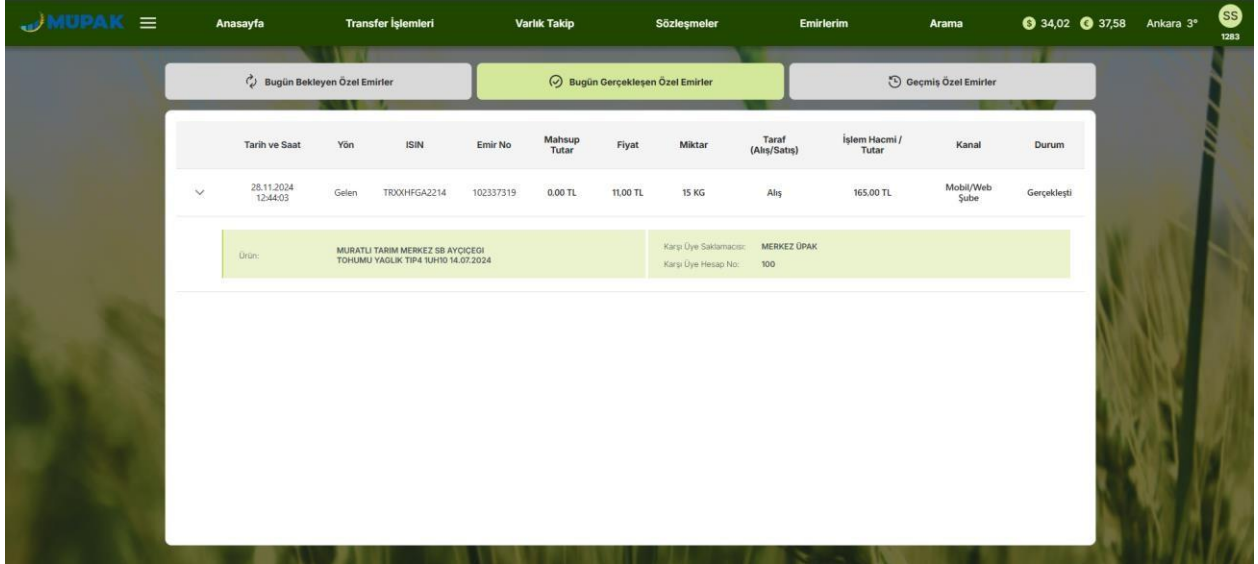 MÜPAK
Anasayfa Transfer İşlemleri Varlık Takip Sözleşmeler Emirlerim Arama $ 34,02 € 37,58 Ankara 3° SS
1283
Bugün Bekleyen Özel Emirler Bugün Gerçekleşen Özel Emirler Geçmiş Özel Emirler
Tarih ve Saat Yön ISIN Emir No Mahsup Tutar Fiyat Miktar Taraf (Alış/Satış) İşlem Hacmi / Tutar Kanal Durum
28.11.2024 12:44:03 Gelen TRXXHFGA2214 102337319 0,00 TL 11,00 TL 15 KG Alış 165,00 TL Mobil/Web Şube Gerçekleşti
Ürün: MURATLI TARIM MERKEZ SB AYÇİÇEGI
TOHUMU YAGLIK TIP4 1UH10 14.07.2024
Karşı Üye Saklamacısı: MERKEZ ÜPAK
Karşı Üye Hesap No: 100